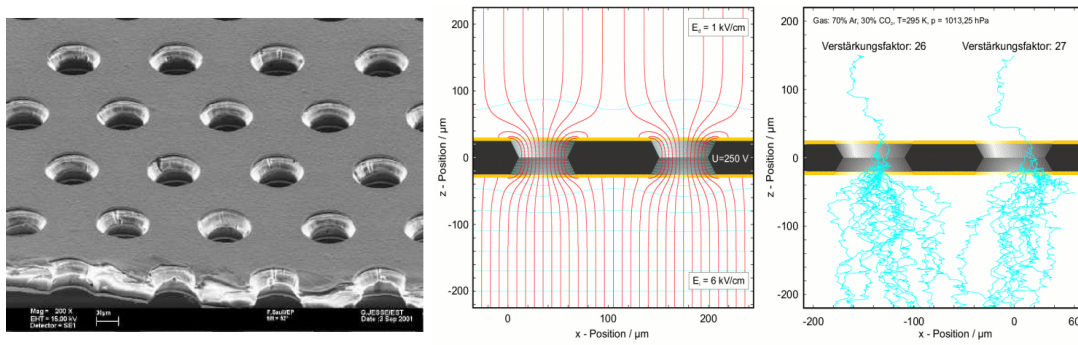 Mag = 200 X
EHT = 15.00 kV
Detector = SE1
30µm
F.Sauli/EP
O.JESSE/EST
Date :3 Sep 2001
z - Position / µm
200
100
0
-100
-200
E_d = 1 kV/cm
U=250 V
E_i = 6 kV/cm
0 100 200
x - Position / µm
z - Position / µm
200
100
0
-100
-200
Gas: 70% Ar, 30% CO₂, T=295 K, p = 1013,25 hPa
Verstärkungsfaktor: 26
Verstärkungsfaktor: 27
-200 -100 0 60
x - Position / µm